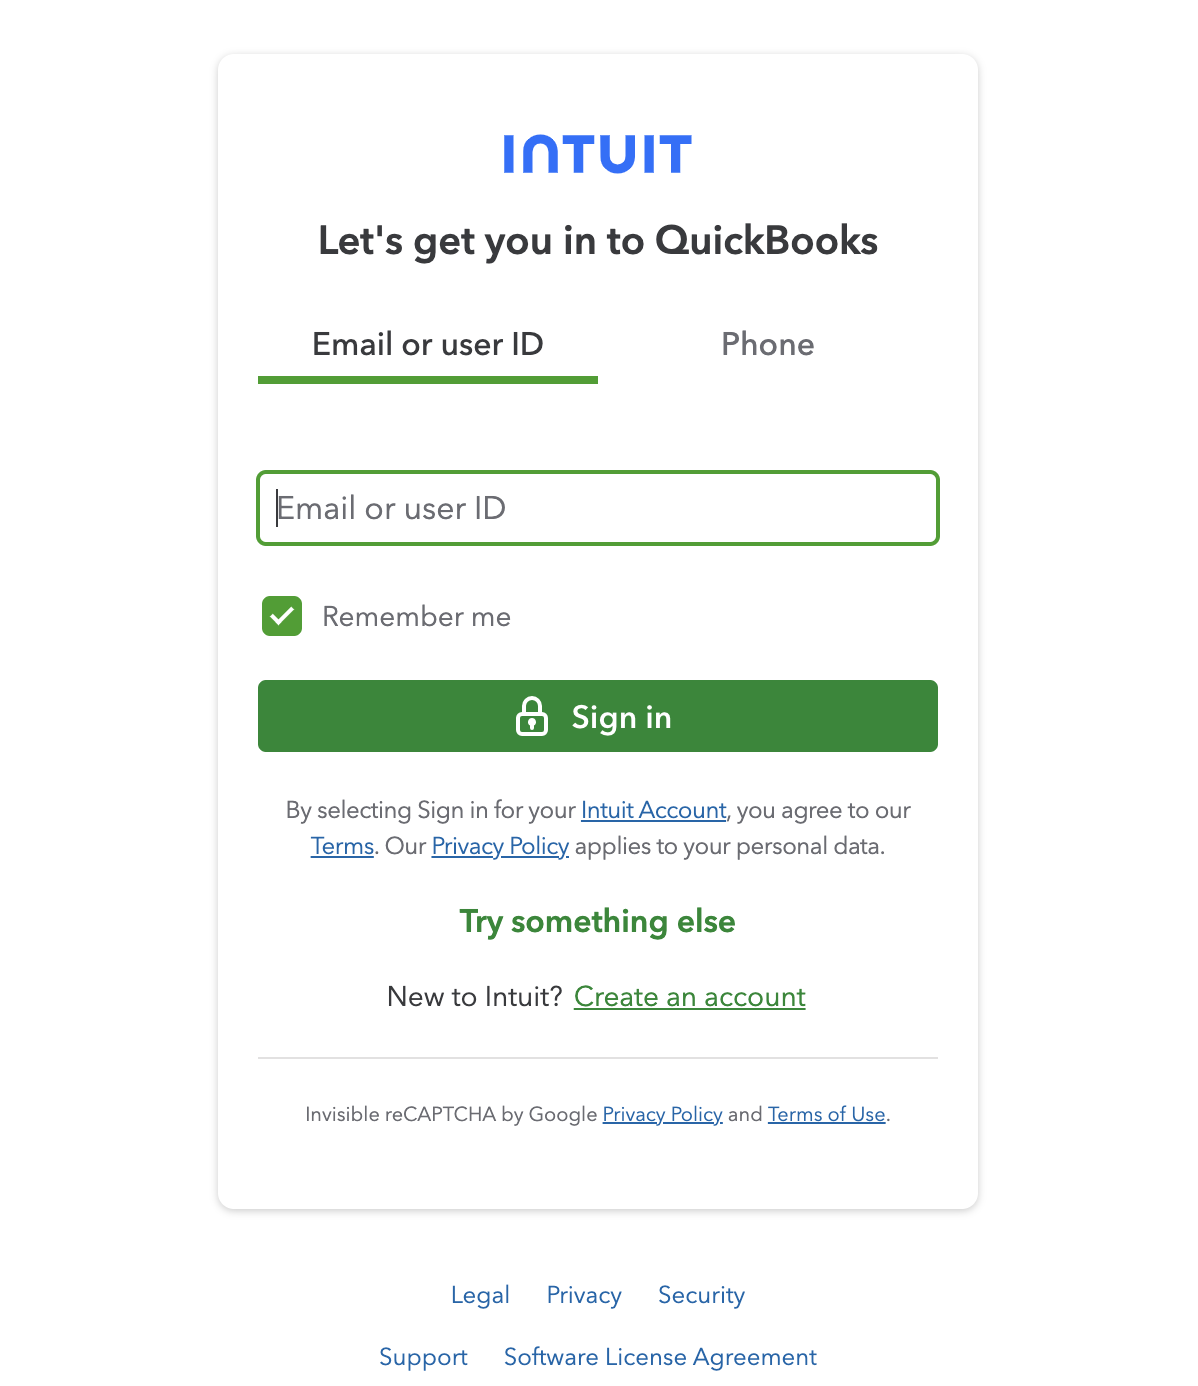 INTUIT
Let's get you in to QuickBooks
Email or user ID
Phone
Email or user ID
Remember me
Sign in
By selecting Sign in for your Intuit Account, you agree to our
Terms. Our Privacy Policy applies to your personal data.
Try something else
New to Intuit? Create an account
Invisible reCAPTCHA by Google Privacy Policy and Terms of Use.
Legal Privacy Security
Support Software License Agreement